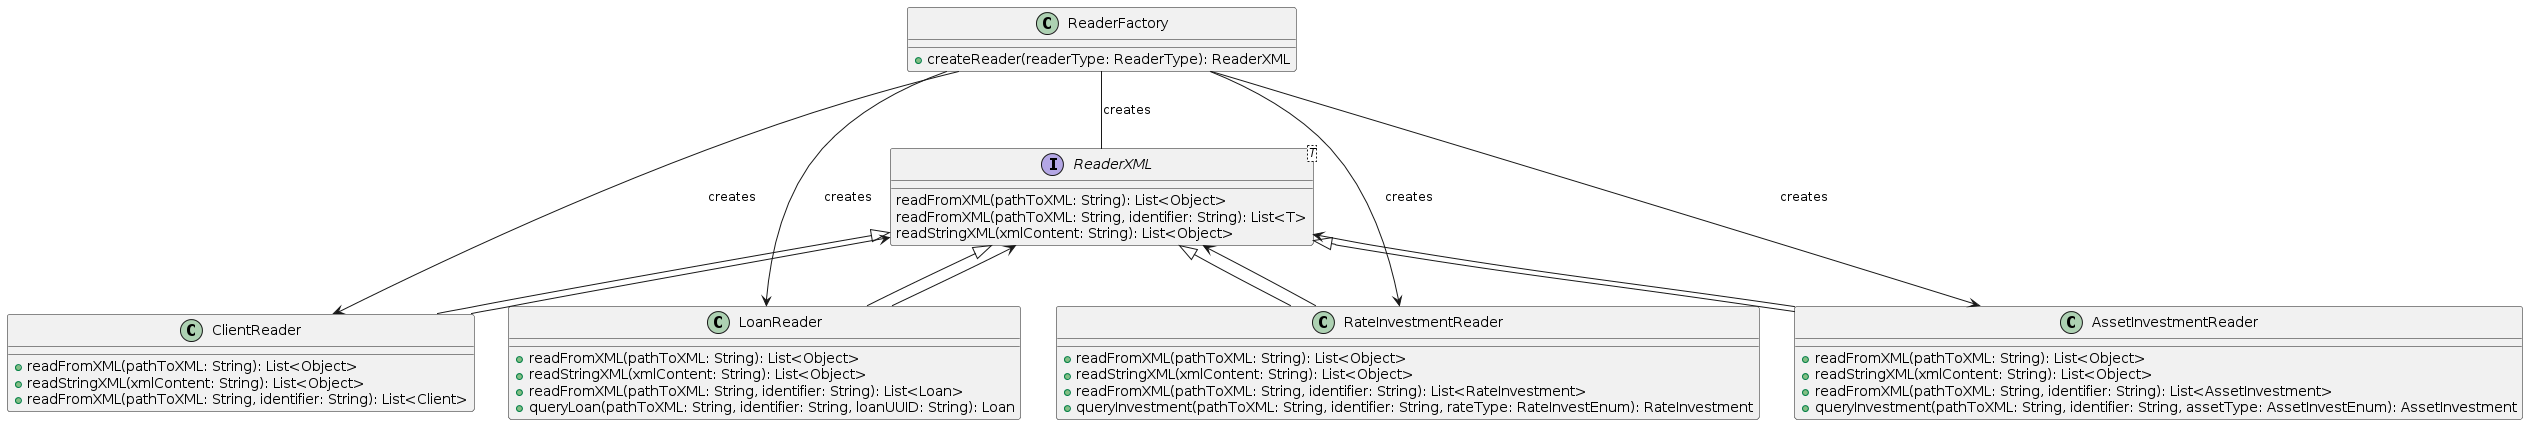 C ReaderFactory
createReader(readerType: ReaderType): ReaderXML
creates
creates
creates
creates
creates
I ReaderXML
T
readFromXML(pathToXML: String): List<Object>
readFromXML(pathToXML: String, identifier: String): List<T>
readStringXML(xmlContent: String): List<Object>
C ClientReader
readFromXML(pathToXML: String): List<Object>
readStringXML(xmlContent: String): List<Object>
readFromXML(pathToXML: String, identifier: String): List<Client>
C LoanReader
readFromXML(pathToXML: String): List<Object>
readStringXML(xmlContent: String): List<Object>
readFromXML(pathToXML: String, identifier: String): List<Loan>
queryLoan(pathToXML: String, identifier: String, loanUUID: String): Loan
C RateInvestmentReader
readFromXML(pathToXML: String): List<Object>
readStringXML(xmlContent: String): List<Object>
readFromXML(pathToXML: String, identifier: String): List<RateInvestment>
queryInvestment(pathToXML: String, identifier: String, rateType: RateInvestEnum): RateInvestment
C AssetInvestmentReader
readFromXML(pathToXML: String): List<Object>
readStringXML(xmlContent: String): List<Object>
readFromXML(pathToXML: String, identifier: String): List<AssetInvestment>
queryInvestment(pathToXML: String, identifier: String, assetType: AssetInvestEnum): AssetInvestment